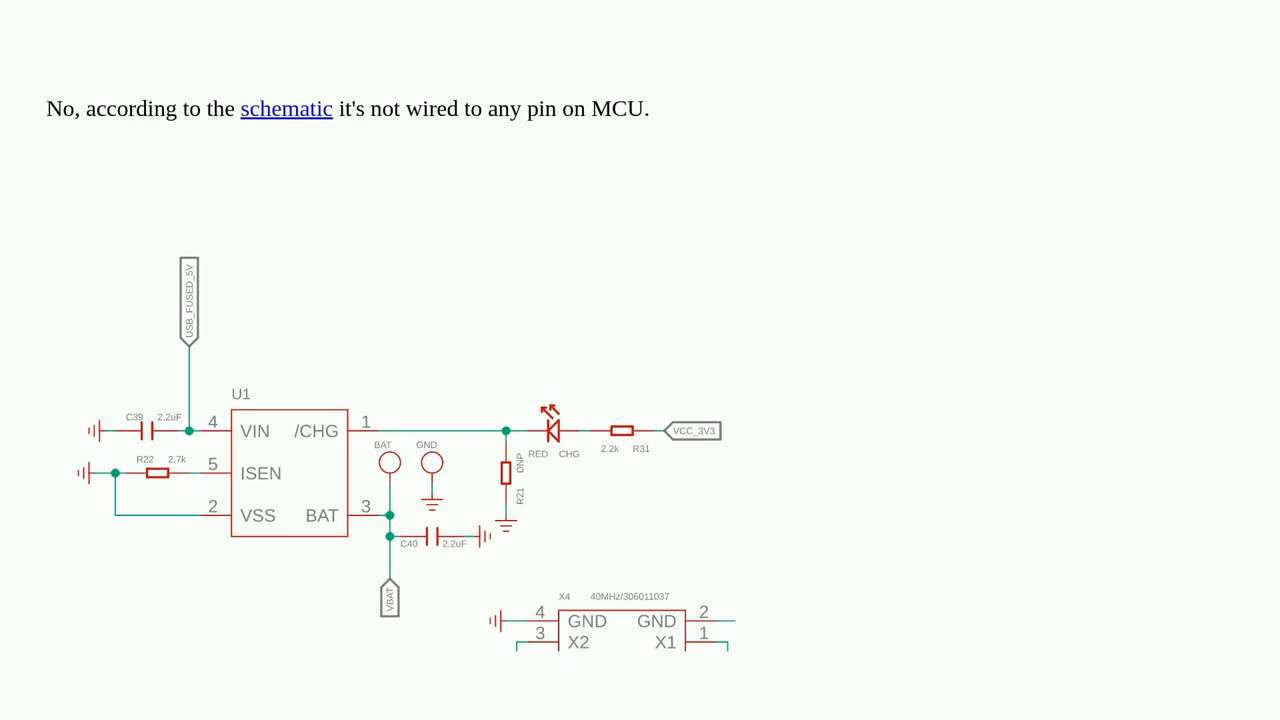 No, according to the schematic it's not wired to any pin on MCU.
USB_FUSED_5V
U1
C39 2.2uF 4 VIN /CHG 1 VCC_3V3
BAT GND
RED CHG 2.2k R31
R22 2.7k 5 ISEN
DNP
R21
2 VSS BAT 3
C40 2.2uF
VBAT
X4 40MHz/306011037
4 GND GND 2
3 X2 X1 1